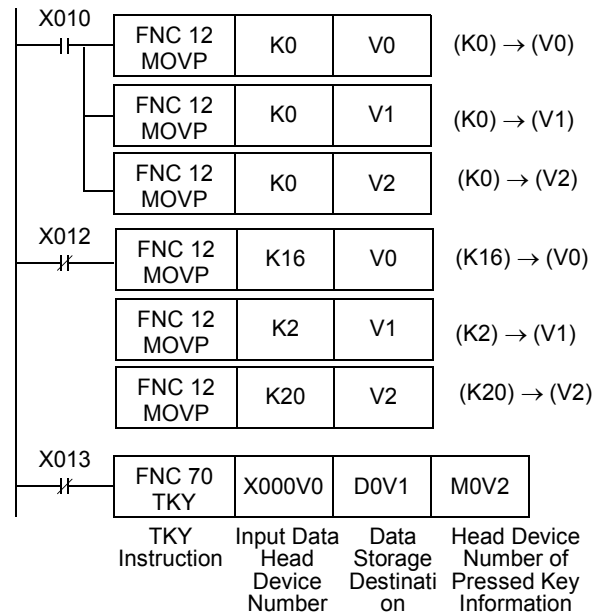 X010
FNC 12 MOVP K0 V0 (K0) → (V0)
FNC 12 MOVP K0 V1 (K0) → (V1)
FNC 12 MOVP K0 V2 (K0) → (V2)
X012
FNC 12 MOVP K16 V0 (K16) → (V0)
FNC 12 MOVP K2 V1 (K2) → (V1)
FNC 12 MOVP K20 V2 (K20) → (V2)
X013
FNC 70 TKY X000V0 D0V1 M0V2
TKY Input Data Data Head Device
Instruction Head Storage Number of
Device Destinati Pressed Key
Number on Information